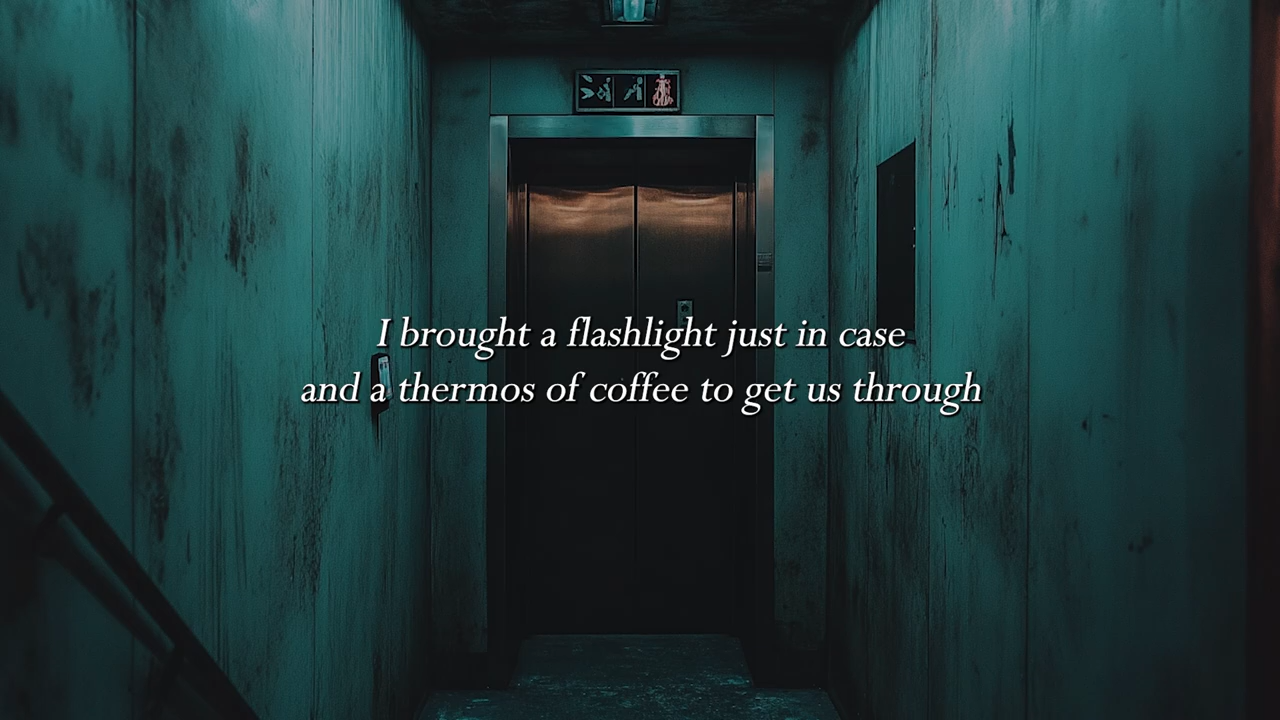 I brought a flashlight just in case
and a thermos of coffee to get us through